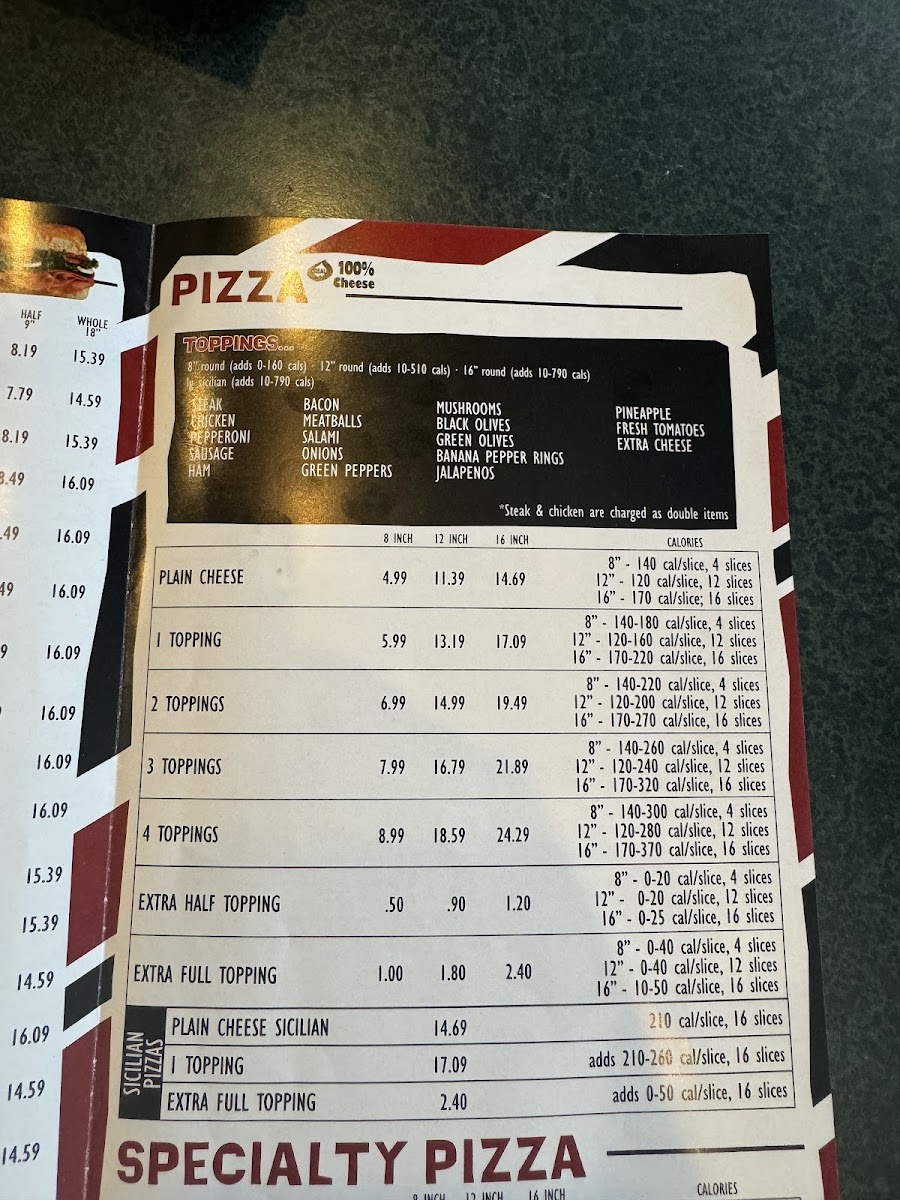 HALF WHOLE
9" 18"
8.19 15.39
7.79 14.59
8.19 15.39
8.49 16.09
.49 16.09
49 16.09
9 16.09
16.09
16.09
16.09
15.39
15.39
14.59
16.09
14.59
14.59
PIZZA 100%
Cheese
TOPPINGS...
8" round (adds 0-160 cals) · 12" round (adds 10-510 cals) · 16" round (adds 10-790 cals)
lg sicilian (adds 10-790 cals)
STEAK
CHICKEN
PEPPERONI
SAUSAGE
HAM
BACON
MEATBALLS
SALAMI
ONIONS
GREEN PEPPERS
MUSHROOMS
BLACK OLIVES
GREEN OLIVES
BANANA PEPPER RINGS
JALAPENOS
PINEAPPLE
FRESH TOMATOES
EXTRA CHEESE
*Steak & chicken are charged as double items
8 INCH 12 INCH 16 INCH CALORIES
PLAIN CHEESE 4.99 11.39 14.69
8" - 140 cal/slice, 4 slices
12" - 120 cal/slice, 12 slices
16" - 170 cal/slice; 16 slices
1 TOPPING 5.99 13.19 17.09
8" - 140-180 cal/slice, 4 slices
12" - 120-160 cal/slice, 12 slices
16" - 170-220 cal/slice, 16 slices
2 TOPPINGS 6.99 14.99 19.49
8" - 140-220 cal/slice, 4 slices
12" - 120-200 cal/slice, 12 slices
16" - 170-270 cal/slice, 16 slices
3 TOPPINGS 7.99 16.79 21.89
8" - 140-260 cal/slice, 4 slices
12" - 120-240 cal/slice, 12 slices
16" - 170-320 cal/slice, 16 slices
4 TOPPINGS 8.99 18.59 24.29
8" - 140-300 cal/slice, 4 slices
12" - 120-280 cal/slice, 12 slices
16" - 170-370 cal/slice, 16 slices
EXTRA HALF TOPPING .50 .90 1.20
8" - 0-20 cal/slice, 4 slices
12" - 0-20 cal/slice, 12 slices
16" - 0-25 cal/slice, 16 slices
EXTRA FULL TOPPING 1.00 1.80 2.40
8" - 0-40 cal/slice, 4 slices
12" - 0-40 cal/slice, 12 slices
16" - 10-50 cal/slice, 16 slices
SICILIAN
PIZZAS
PLAIN CHEESE SICILIAN 14.69 210 cal/slice, 16 slices
1 TOPPING 17.09 adds 210-260 cal/slice, 16 slices
EXTRA FULL TOPPING 2.40 adds 0-50 cal/slice, 16 slices
SPECIALTY PIZZA
8 INCH 12 INCH 16 INCH CALORIES